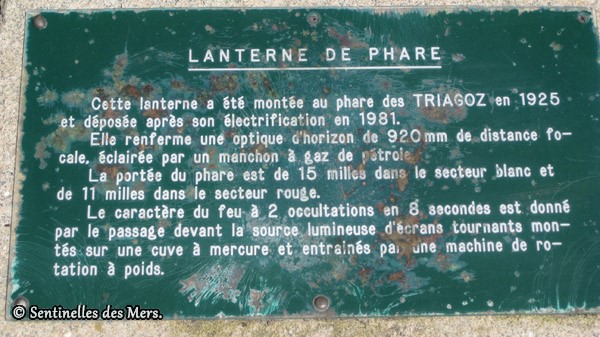 LANTERNE DE PHARE
Cette lanterne a été montée au phare des TRIAGOZ en 1925
et déposée après son électrification en 1981.
Elle renferme une optique d'horizon de 920mm de distance fo-
cale, éclairée par un manchon à gaz de pétrole.
La portée du phare est de 15 milles dans le secteur blanc et
de 11 milles dans le secteur rouge.
Le caractère du feu à 2 occultations en 8 secondes est donné
par le passage devant la source lumineuse d'écrans tournants mon-
tés sur une cuve à mercure et entrainés par une machine de ro-
tation à poids.
© Sentinelles des Mers.